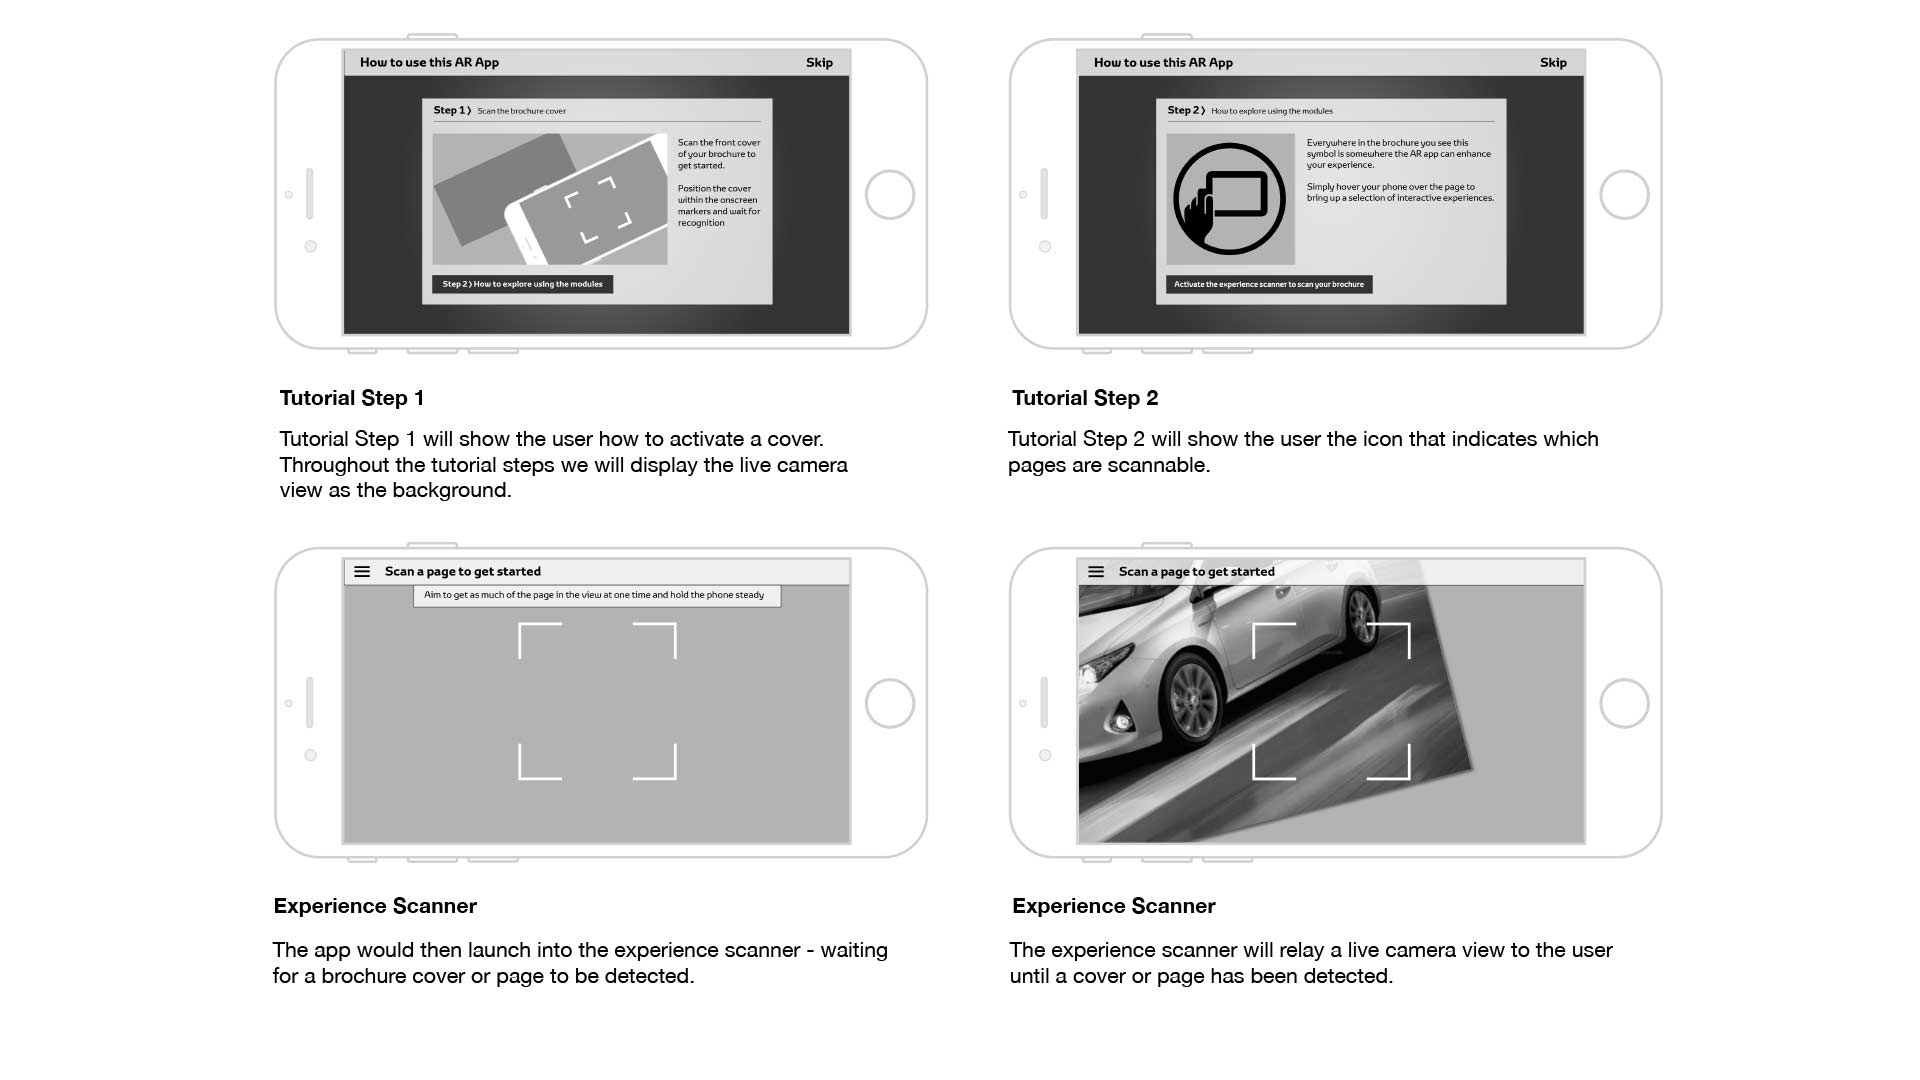 How to use this AR App Skip
Step 1 ❭ Scan the brochure cover
Scan the front cover
of your brochure to
get started.
Position the cover
within the onscreen
markers and wait for
recognition
Step 2 ❭ How to explore using the modules
Tutorial Step 1
Tutorial Step 1 will show the user how to activate a cover.
Throughout the tutorial steps we will display the live camera
view as the background.
How to use this AR App Skip
Step 2 ❭ How to explore using the modules
Everywhere in the brochure you see this
symbol is somewhere the AR app can enhance
your experience.
Simply hover your phone over the page to
bring up a selection of interactive experiences.
Activate the experience scanner to scan your brochure
Tutorial Step 2
Tutorial Step 2 will show the user the icon that indicates which
pages are scannable.
Scan a page to get started
Aim to get as much of the page in the view at one time and hold the phone steady
Experience Scanner
The app would then launch into the experience scanner - waiting
for a brochure cover or page to be detected.
Scan a page to get started
Experience Scanner
The experience scanner will relay a live camera view to the user
until a cover or page has been detected.